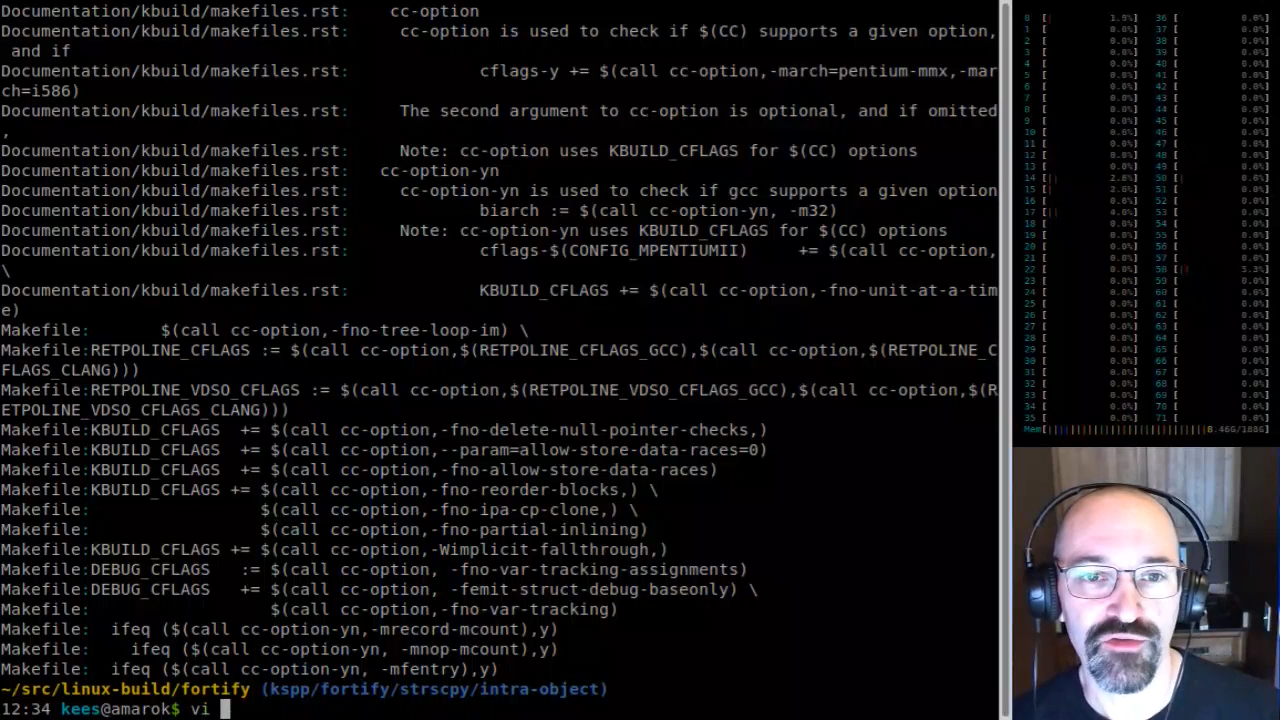 Documentation/kbuild/makefiles.rst:    cc-option
Documentation/kbuild/makefiles.rst:     cc-option is used to check if $(CC) supports a given option,
 and if
Documentation/kbuild/makefiles.rst:             cflags-y += $(call cc-option,-march=pentium-mmx,-mar
ch=i586)
Documentation/kbuild/makefiles.rst:     The second argument to cc-option is optional, and if omitted
,
Documentation/kbuild/makefiles.rst:     Note: cc-option uses KBUILD_CFLAGS for $(CC) options
Documentation/kbuild/makefiles.rst:   cc-option-yn
Documentation/kbuild/makefiles.rst:     cc-option-yn is used to check if gcc supports a given option
Documentation/kbuild/makefiles.rst:             biarch := $(call cc-option-yn, -m32)
Documentation/kbuild/makefiles.rst:     Note: cc-option-yn uses KBUILD_CFLAGS for $(CC) options
Documentation/kbuild/makefiles.rst:             cflags-$(CONFIG_MPENTIUMII)     += $(call cc-option,
\
Documentation/kbuild/makefiles.rst:             KBUILD_CFLAGS += $(call cc-option,-fno-unit-at-a-tim
e)
Makefile:       $(call cc-option,-fno-tree-loop-im) \
Makefile:RETPOLINE_CFLAGS := $(call cc-option,$(RETPOLINE_CFLAGS_GCC),$(call cc-option,$(RETPOLINE_C
FLAGS_CLANG)))
Makefile:RETPOLINE_VDSO_CFLAGS := $(call cc-option,$(RETPOLINE_VDSO_CFLAGS_GCC),$(call cc-option,$(R
ETPOLINE_VDSO_CFLAGS_CLANG)))
Makefile:KBUILD_CFLAGS  += $(call cc-option,-fno-delete-null-pointer-checks,)
Makefile:KBUILD_CFLAGS  += $(call cc-option,--param=allow-store-data-races=0)
Makefile:KBUILD_CFLAGS  += $(call cc-option,-fno-allow-store-data-races)
Makefile:KBUILD_CFLAGS += $(call cc-option,-fno-reorder-blocks,) \
Makefile:                  $(call cc-option,-fno-ipa-cp-clone,) \
Makefile:                  $(call cc-option,-fno-partial-inlining)
Makefile:KBUILD_CFLAGS += $(call cc-option,-Wimplicit-fallthrough,)
Makefile:DEBUG_CFLAGS   := $(call cc-option, -fno-var-tracking-assignments)
Makefile:DEBUG_CFLAGS   += $(call cc-option, -femit-struct-debug-baseonly) \
Makefile:                  $(call cc-option,-fno-var-tracking)
Makefile:  ifeq ($(call cc-option-yn,-mrecord-mcount),y)
Makefile:    ifeq ($(call cc-option-yn, -mnop-mcount),y)
Makefile:  ifeq ($(call cc-option-yn, -mfentry),y)
~/src/linux-build/fortify (kspp/fortify/strscpy/intra-object)
12:34 kees@amarok$ vi